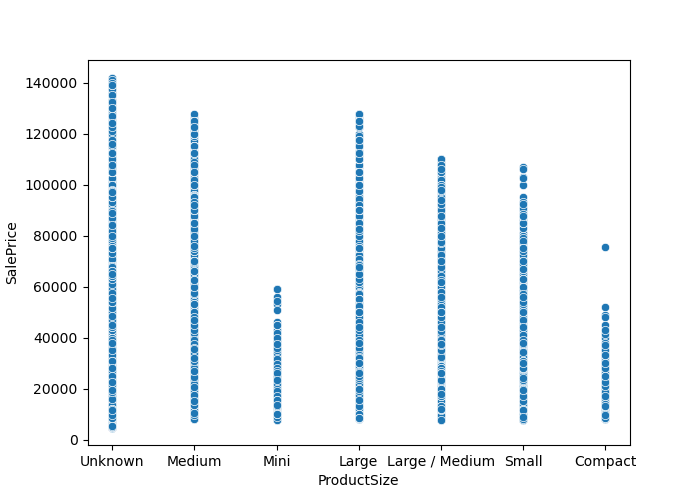 140000
120000
100000
80000
60000
40000
20000
0
SalePrice
Unknown Medium Mini Large Large / Medium Small Compact
ProductSize